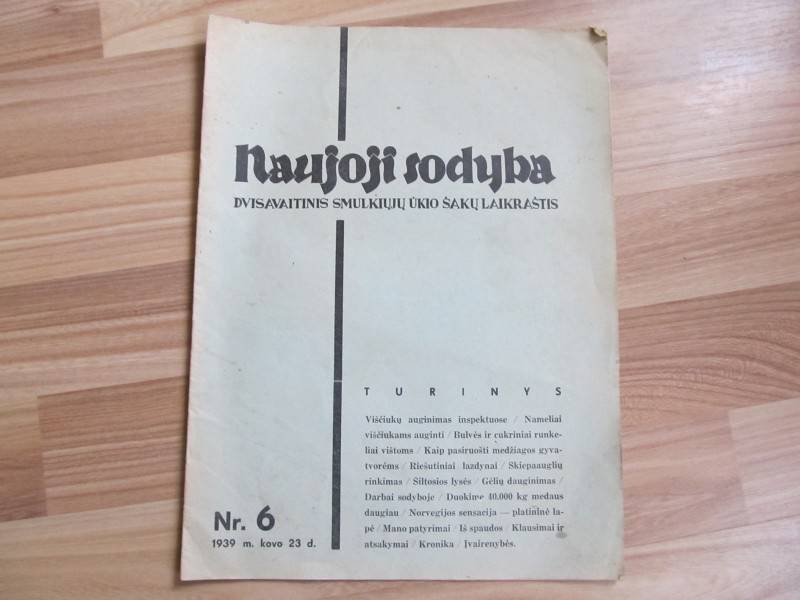 Naujoji sodyba
DVISAVAITINIS SMULKIŲJŲ ŪKIO ŠAKŲ LAIKRAŠTIS
TURINYS
Viščiukų auginimas inspektuose / Nameliai
viščiukams auginti / Bulvės ir cukriniai runke-
liai vištoms / Kaip pasiruošti medžiagos gyva-
tvorėms / Riešutiniai lazdynai / Skiepaauglių
rinkimas / Šiltosios lysės / Gėlių dauginimas /
Darbai sodyboje / Duokime 40.000 kg medaus
daugiau / Norvegijos sensacija — platininė la-
pė / Mano patyrimai / Iš spaudos / Klausimai ir
atsakymai / Kronika / Įvairenybės.
Nr. 6
1939 m. kovo 23 d.